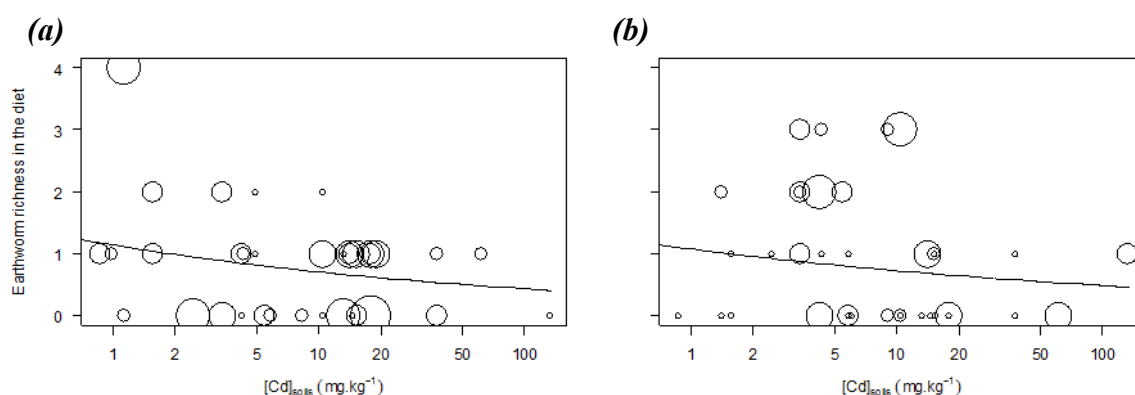 (a)
(b)
Earthworm richness in the diet
4
3
2
1
0
1 2 5 10 20 50 100
[Cd]soils (mg.kg⁻¹)
1 2 5 10 20 50 100
[Cd]soils (mg.kg⁻¹)